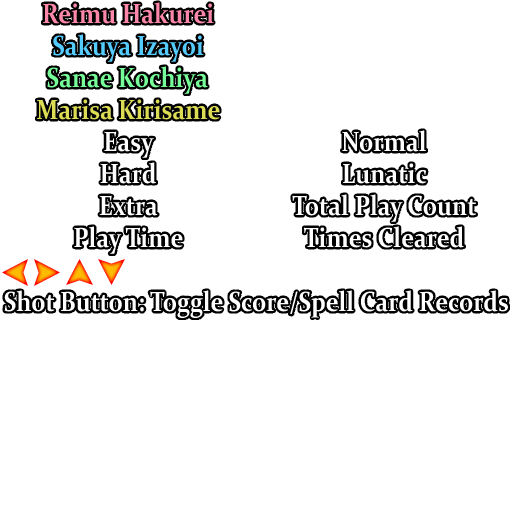 Reimu Hakurei
Sakuya Izayoi
Sanae Kochiya
Marisa Kirisame
Easy Normal
Hard Lunatic
Extra Total Play Count
Play Time Times Cleared
Shot Button: Toggle Score/Spell Card Records